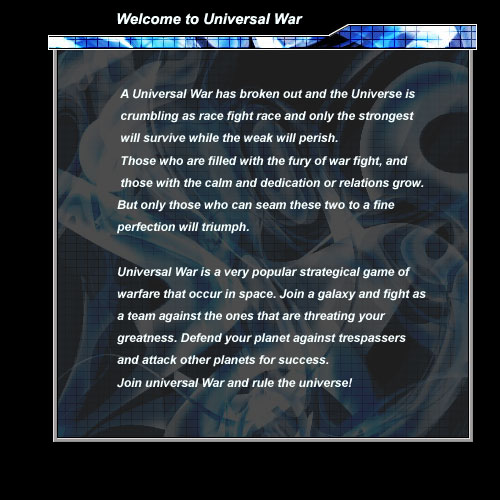 Welcome to Universal War
A Universal War has broken out and the Universe is
crumbling as race fight race and only the strongest
will survive while the weak will perish.
Those who are filled with the fury of war fight, and
those with the calm and dedication or relations grow.
But only those who can seam these two to a fine
perfection will triumph.
Universal War is a very popular strategical game of
warfare that occur in space. Join a galaxy and fight as
a team against the ones that are threating your
greatness. Defend your planet against trespassers
and attack other planets for success.
Join universal War and rule the universe!